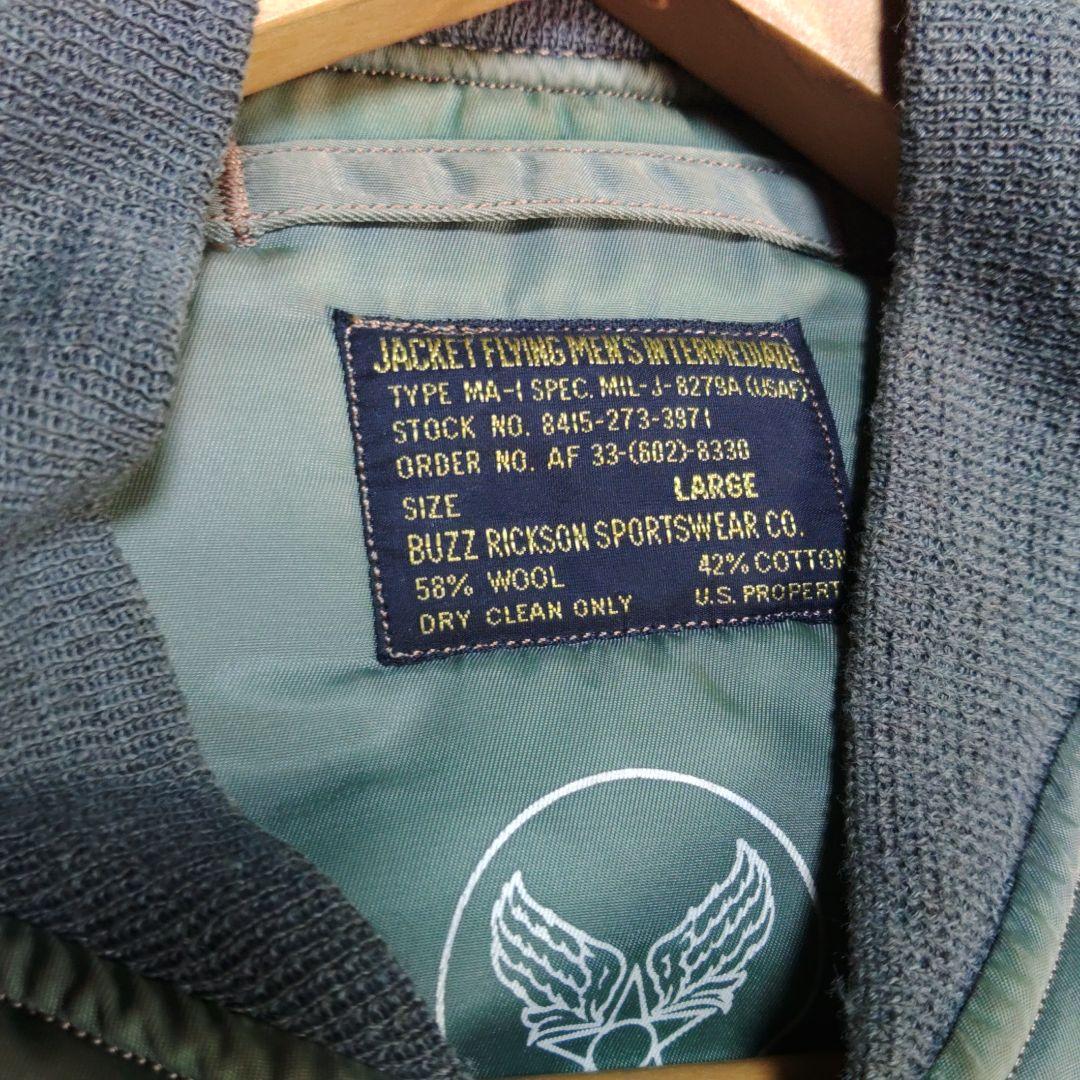 JACKET FLYING MEN'S INTERMEDIATE
TYPE MA-1 SPEC. MIL-J-8279A (USAF)
STOCK NO. 8415-273-3971
ORDER NO. AF 33-(602)-8330
SIZE LARGE
BUZZ RICKSON SPORTSWEAR CO.
58% WOOL 42% COTTON
DRY CLEAN ONLY U.S. PROPERT